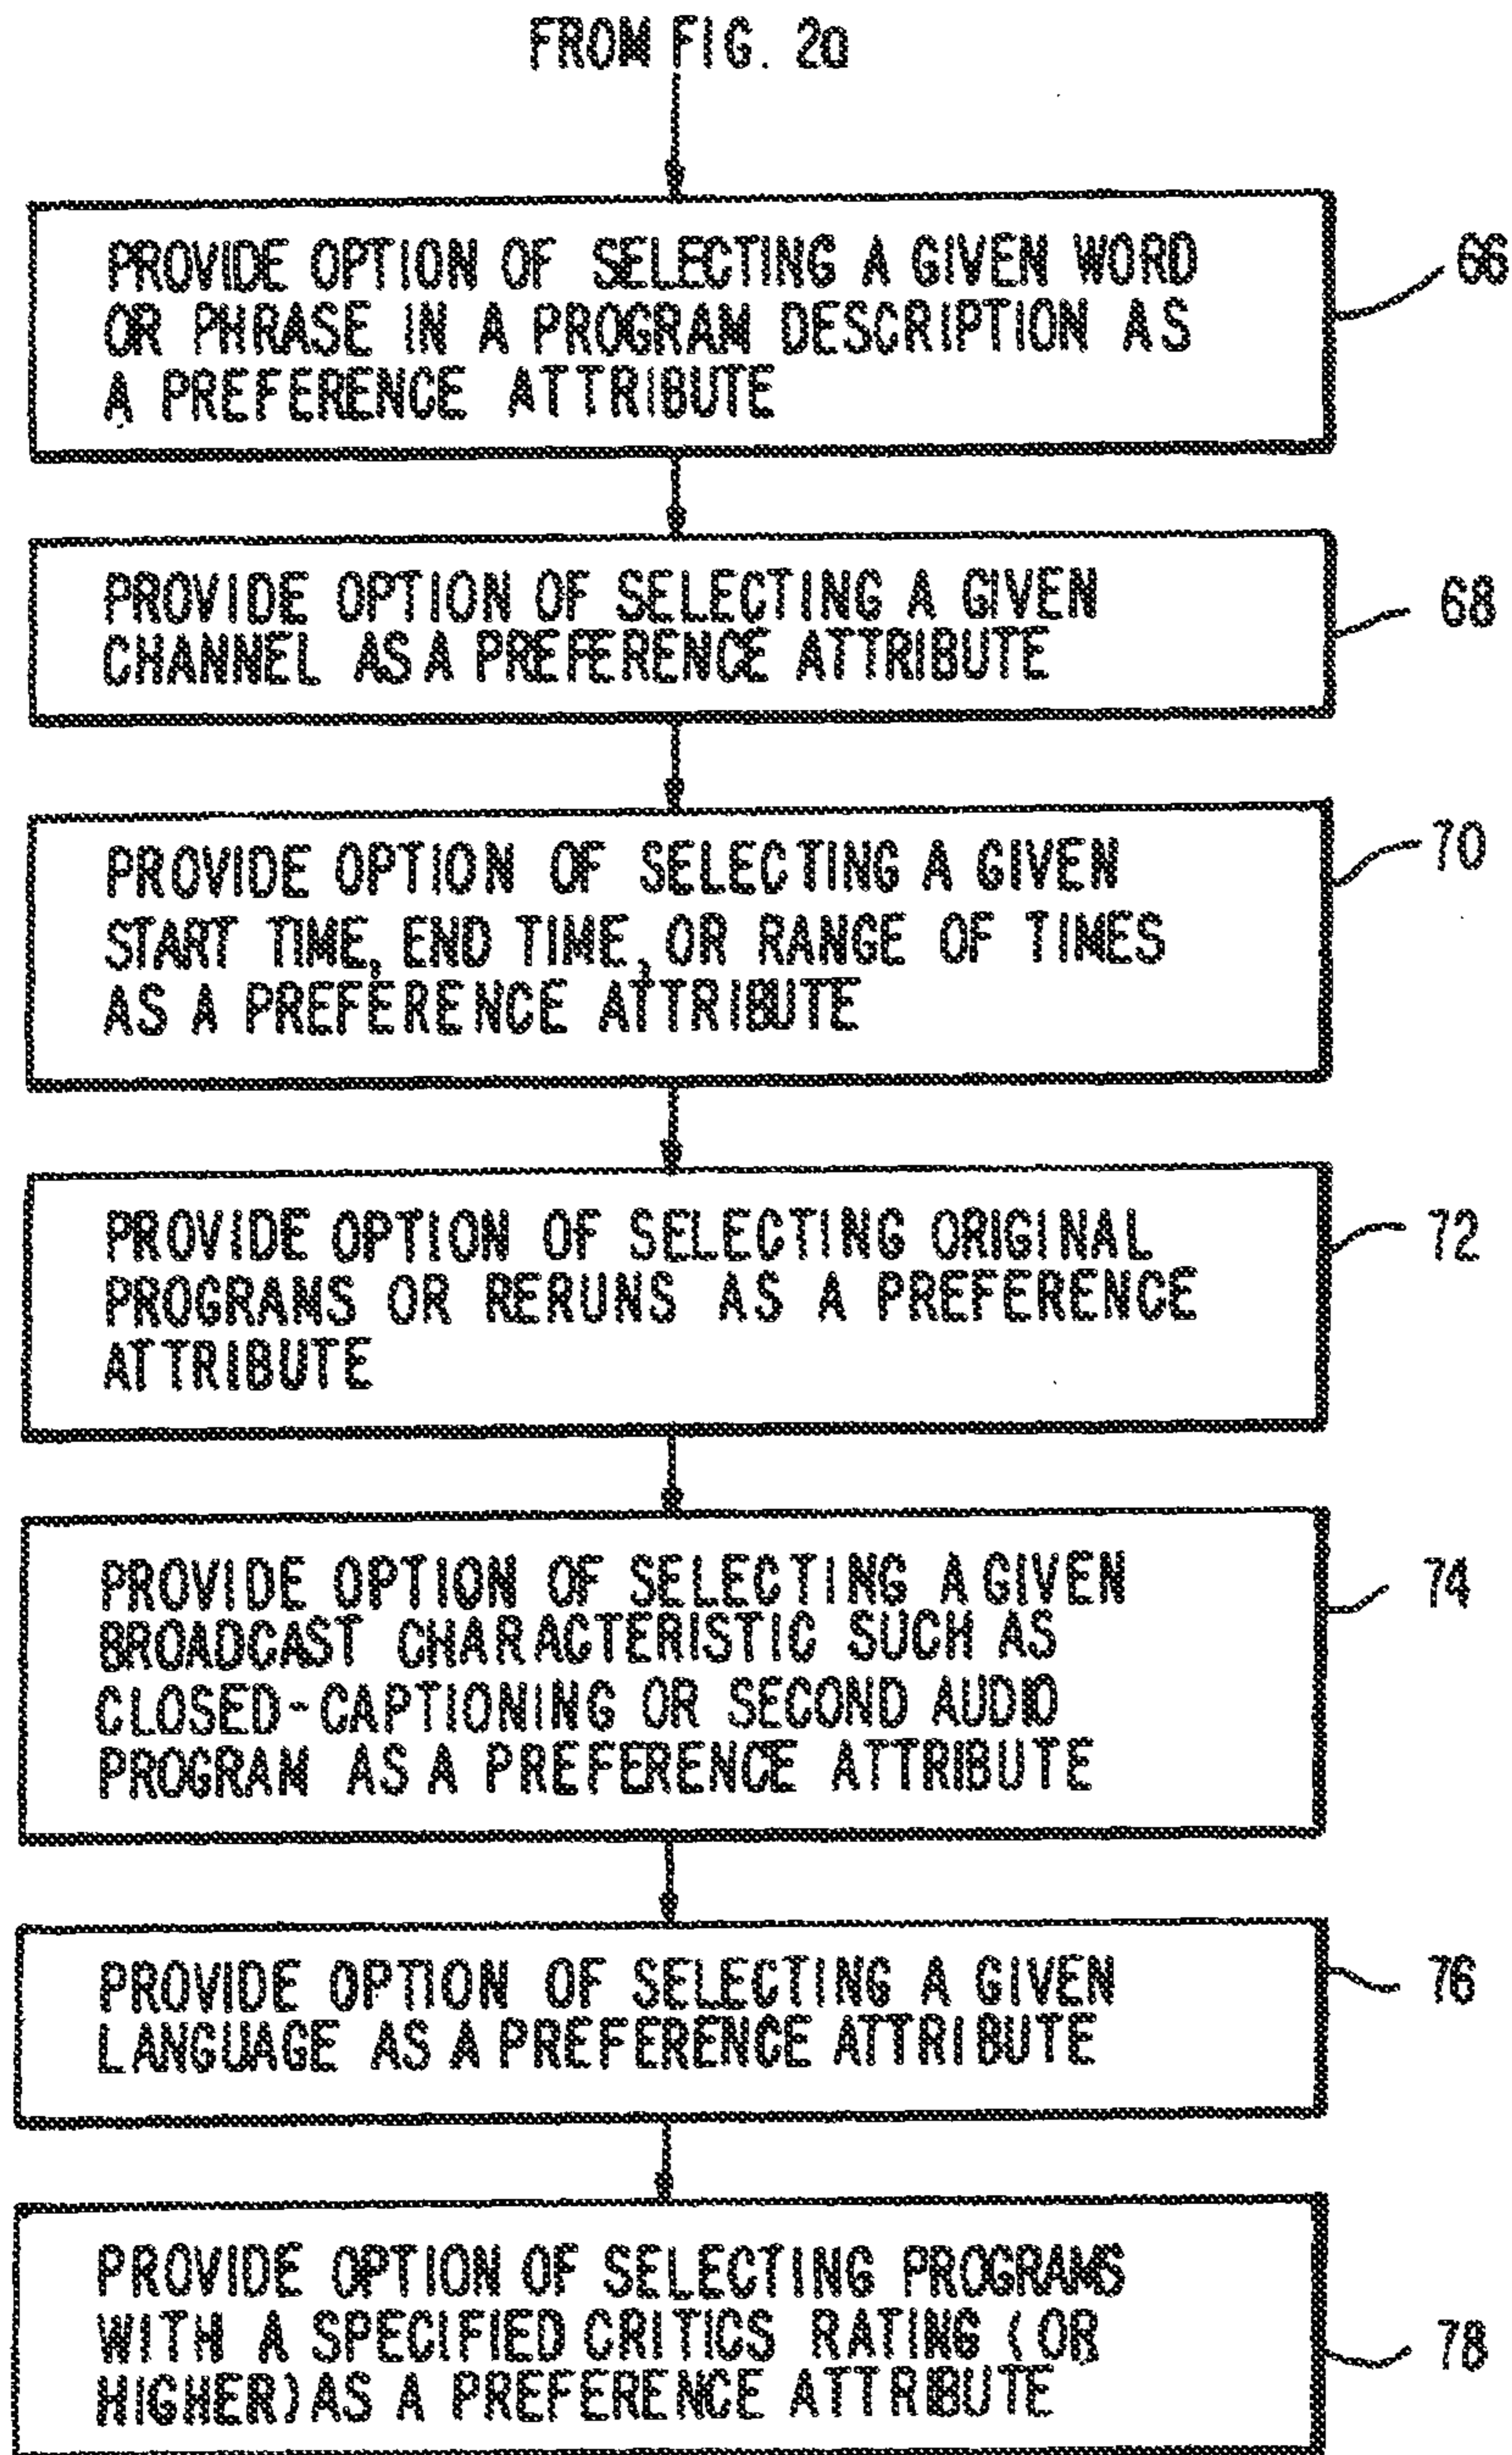 FROM FIG. 2a
PROVIDE OPTION OF SELECTING A GIVEN WORD
OR PHRASE IN A PROGRAM DESCRIPTION AS
A PREFERENCE ATTRIBUTE
66
PROVIDE OPTION OF SELECTING A GIVEN
CHANNEL AS A PREFERENCE ATTRIBUTE
68
PROVIDE OPTION OF SELECTING A GIVEN
START TIME, END TIME, OR RANGE OF TIMES
AS A PREFERENCE ATTRIBUTE
70
PROVIDE OPTION OF SELECTING ORIGINAL
PROGRAMS OR RERUNS AS A PREFERENCE
ATTRIBUTE
72
PROVIDE OPTION OF SELECTING A GIVEN
BROADCAST CHARACTERISTIC SUCH AS
CLOSED-CAPTIONING OR SECOND AUDIO
PROGRAM AS A PREFERENCE ATTRIBUTE
74
PROVIDE OPTION OF SELECTING A GIVEN
LANGUAGE AS A PREFERENCE ATTRIBUTE
76
PROVIDE OPTION OF SELECTING PROGRAMS
WITH A SPECIFIED CRITICS RATING (OR
HIGHER) AS A PREFERENCE ATTRIBUTE
78